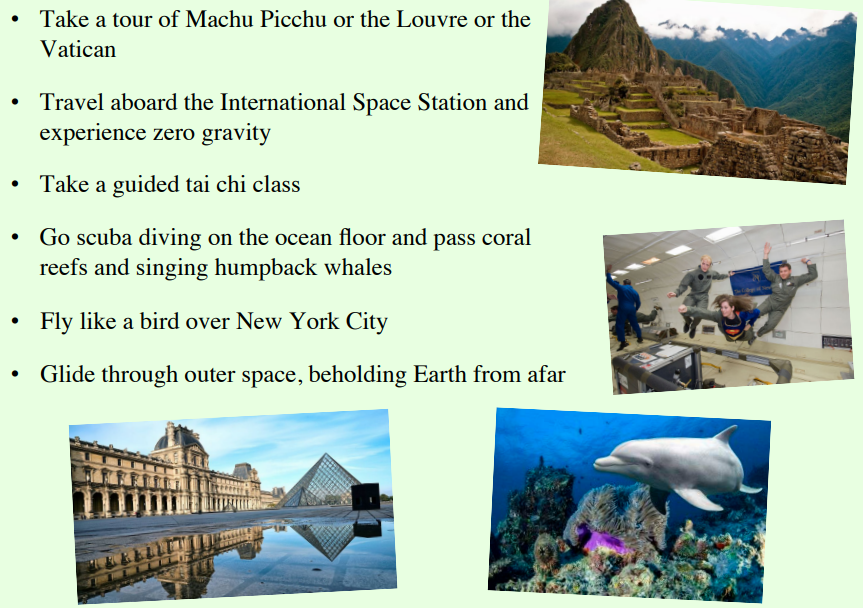 • Take a tour of Machu Picchu or the Louvre or the
Vatican
• Travel aboard the International Space Station and
experience zero gravity
• Take a guided tai chi class
• Go scuba diving on the ocean floor and pass coral
reefs and singing humpback whales
• Fly like a bird over New York City
• Glide through outer space, beholding Earth from afar